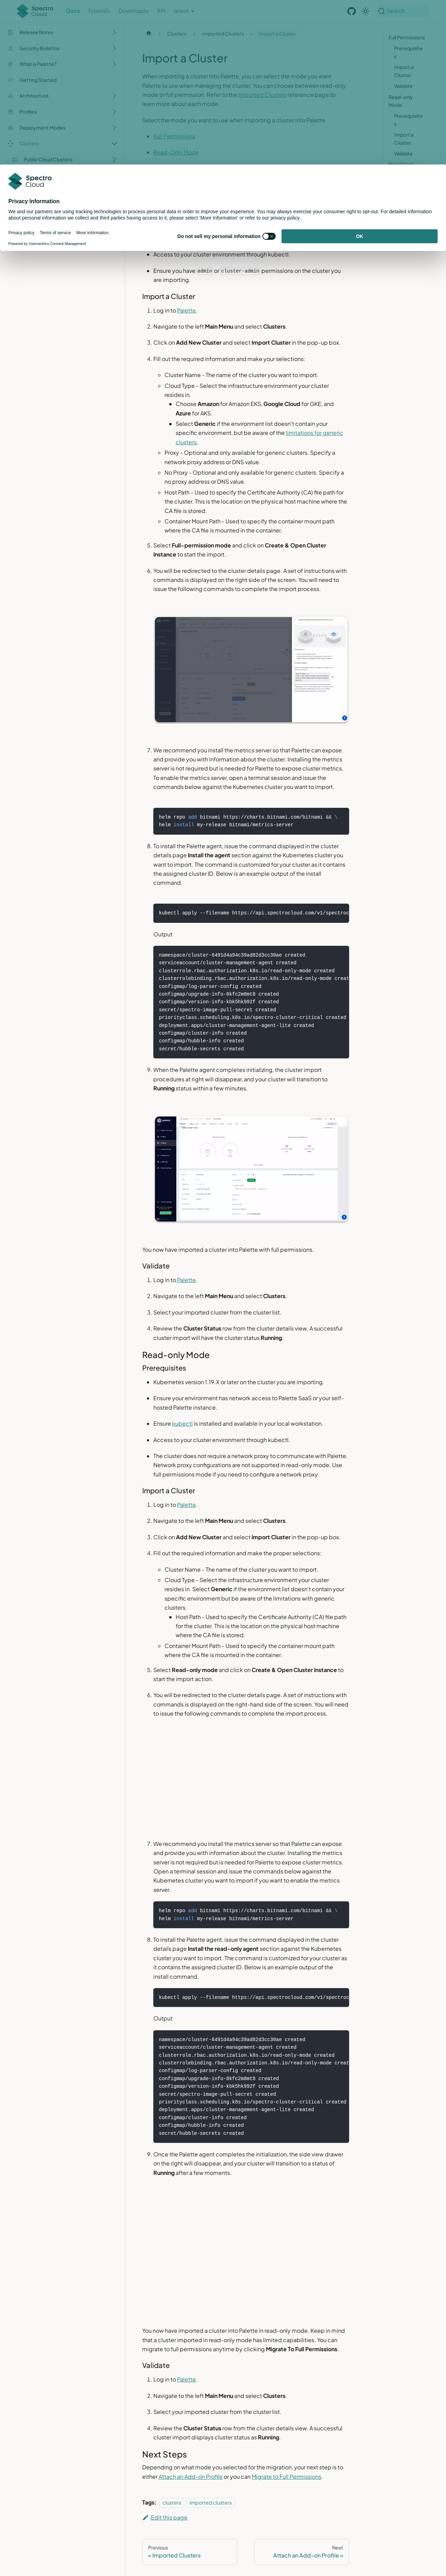 Spectro
Cloud
Docs
Tutorials
Downloads
API
latest
Search
Release Notes
Security Bulletins
What is Palette?
Getting Started
Architecture
Profiles
Deployment Modes
Clusters
Public Cloud Clusters
Clusters
Imported Clusters
Import a Cluster
Import a Cluster
When importing a cluster into Palette, you can select the mode you want
Palette to use when managing the cluster. You can choose between read-only
mode or full permission. Refer to the Imported Clusters reference page to
learn more about each mode.
Select the mode you want to use when importing a cluster into Palette.
Full Permissions
Read-Only Mode
Full Permissions
Prerequisite
s
Import a
Cluster
Validate
Read-only
Mode
Prerequisite
s
Import a
Cluster
Validate
Spectro
Cloud
Privacy Information
We and our partners are using tracking technologies to process personal data in order to improve your experience. You may always exercise your consumer right to opt-out. For detailed information
about personal information we collect and third parties having access to it, please select 'More Information' or refer to our privacy policy.
Privacy policy
Terms of service
More Information
Powered by Usercentrics Consent Management
Do not sell my personal information
OK
Access to your cluster environment through kubectl.
Ensure you have admin or cluster-admin permissions on the cluster you
are importing.
Import a Cluster
1. Log in to Palette.
2. Navigate to the left Main Menu and select Clusters.
3. Click on Add New Cluster and select Import Cluster in the pop-up box.
4. Fill out the required information and make your selections:
Cluster Name - The name of the cluster you want to import.
Cloud Type - Select the infrastructure environment your cluster
resides in.
Choose Amazon for Amazon EKS, Google Cloud for GKE, and
Azure for AKS.
Select Generic if the environment list doesn't contain your
specific environment, but be aware of the limitations for generic
clusters.
Proxy - Optional and only available for generic clusters. Specify a
network proxy address or DNS value.
No Proxy - Optional and only available for generic clusters. Specify a
no proxy address or DNS value.
Host Path - Used to specify the Certificate Authority (CA) file path for
the cluster. This is the location on the physical host machine where the
CA file is stored.
Container Mount Path - Used to specify the container mount
path where the CA file is mounted in the container.
5. Select Full-permission mode and click on Create & Open Cluster
Instance to start the import.
6. You will be redirected to the cluster details page. A set of instructions with
commands is displayed on the right side of the screen. You will need to
issue the following commands to complete the import process.
7. We recommend you install the metrics server so that Palette can expose
and provide you with information about the cluster. Installing the metrics
server is not required but is needed for Palette to expose cluster metrics.
To enable the metrics server, open a terminal session and issue the
commands below against the Kubernetes cluster you want to import.
helm repo add bitnami https://charts.bitnami.com/bitnami && \
helm install my-release bitnami/metrics-server
8. To install the Palette agent, issue the command displayed in the cluster
details page Install the agent section against the Kubernetes cluster you
want to import. The command is customized for your cluster as it contains
the assigned cluster ID. Below is an example output of the install
command.
kubectl apply --filename https://api.spectrocloud.com/v1/spectroc
Output
namespace/cluster-6491d4a94c39ad82d3cc30ae created
serviceaccount/cluster-management-agent created
clusterrole.rbac.authorization.k8s.io/read-only-mode created
clusterrolebinding.rbac.authorization.k8s.io/read-only-mode creat
configmap/log-parser-config created
configmap/upgrade-info-8kfc2m8mt8 created
configmap/version-info-kbk5hk992f created
secret/spectro-image-pull-secret created
priorityclass.scheduling.k8s.io/spectro-cluster-critical created
deployment.apps/cluster-management-agent-lite created
configmap/cluster-info created
configmap/hubble-info created
secret/hubble-secrets created
9. When the Palette agent completes initializing, the cluster import
procedures at right will disappear, and your cluster will transition to
Running status within a few minutes.
You now have imported a cluster into Palette with full permissions.
Validate
1. Log in to Palette.
2. Navigate to the left Main Menu and select Clusters.
3. Select your imported cluster from the cluster list.
4. Review the Cluster Status row from the cluster details view. A successful
cluster import will have the cluster status Running.
Read-only Mode
Prerequisites
Kubernetes version 1.19.X or later on the cluster you are importing.
Ensure your environment has network access to Palette SaaS or your self-
hosted Palette instance.
Ensure kubectl is installed and available in your local workstation.
Access to your cluster environment through kubectl.
The cluster does not require a network proxy to communicate with Palette.
Network proxy configurations are not supported in read-only mode. Use
full permissions mode if you need to configure a network proxy.
Import a Cluster
1. Log in to Palette.
2. Navigate to the left Main Menu and select Clusters.
3. Click on Add New Cluster and select Import Cluster in the pop-up box.
4. Fill out the required information and make the proper selections:
Cluster Name - The name of the cluster you want to import.
Cloud Type - Select the infrastructure environment your cluster
resides in. Select Generic if the environment list doesn't contain your
specific environment but be aware of the limitations with generic
clusters.
Host Path - Used to specify the Certificate Authority (CA) file path
for the cluster. This is the location on the physical host machine
where the CA file is stored.
Container Mount Path - Used to specify the container mount path
where the CA file is mounted in the container.
5. Select Read-only mode and click on Create & Open Cluster Instance to
start the import action.
6. You will be redirected to the cluster details page. A set of instructions with
commands is displayed on the right-hand side of the screen. You will need
to issue the following commands to complete the import process.
7. We recommend you install the metrics server so that Palette can expose
and provide you with information about the cluster. Installing the metrics
server is not required but is needed for Palette to expose cluster metrics.
Open a terminal session and issue the commands below against the
Kubernetes cluster you want to import if you want to enable the metrics
server.
helm repo add bitnami https://charts.bitnami.com/bitnami && \
helm install my-release bitnami/metrics-server
8. To install the Palette agent, issue the command displayed in the cluster
details page Install the read-only agent section against the Kubernetes
cluster you want to import. The command is customized for your cluster as
it contains the assigned cluster ID. Below is an example output of the
install command.
kubectl apply --filename https://api.spectrocloud.com/v1/spectroc
Output
namespace/cluster-6491d4a94c39ad82d3cc30ae created
serviceaccount/cluster-management-agent created
clusterrole.rbac.authorization.k8s.io/read-only-mode created
clusterrolebinding.rbac.authorization.k8s.io/read-only-mode creat
configmap/log-parser-config created
configmap/upgrade-info-8kfc2m8mt8 created
configmap/version-info-kbk5hk992f created
secret/spectro-image-pull-secret created
priorityclass.scheduling.k8s.io/spectro-cluster-critical created
deployment.apps/cluster-management-agent-lite created
configmap/cluster-info created
configmap/hubble-info created
secret/hubble-secrets created
9. Once the Palette agent completes the initialization, the side view drawer
on the right will disappear, and your cluster will transition to a status of
Running after a few moments.
You now have imported a cluster into Palette in read-only mode. Keep in mind
that a cluster imported in read-only mode has limited capabilities. You can
migrate to full permissions anytime by clicking Migrate To Full Permissions.
Validate
1. Log in to Palette.
2. Navigate to the left Main Menu and select Clusters.
3. Select your imported cluster from the cluster list.
4. Review the Cluster Status row from the cluster details view. A successful
cluster import displays cluster status as Running.
Next Steps
Depending on what mode you selected for the migration, your next step is to
either Attach an Add-on Profile or you can Migrate to Full Permissions.
Tags:
clusters
imported clusters
Edit this page
Previous
« Imported Clusters
Next
Attach an Add-on Profile »